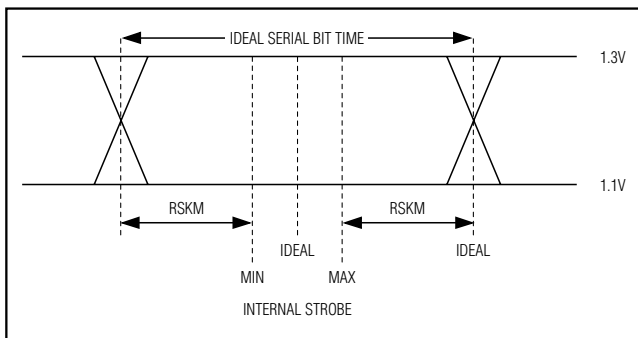 IDEAL SERIAL BIT TIME
1.3V
1.1V
RSKM
RSKM
IDEAL
IDEAL
MIN
MAX
INTERNAL STROBE